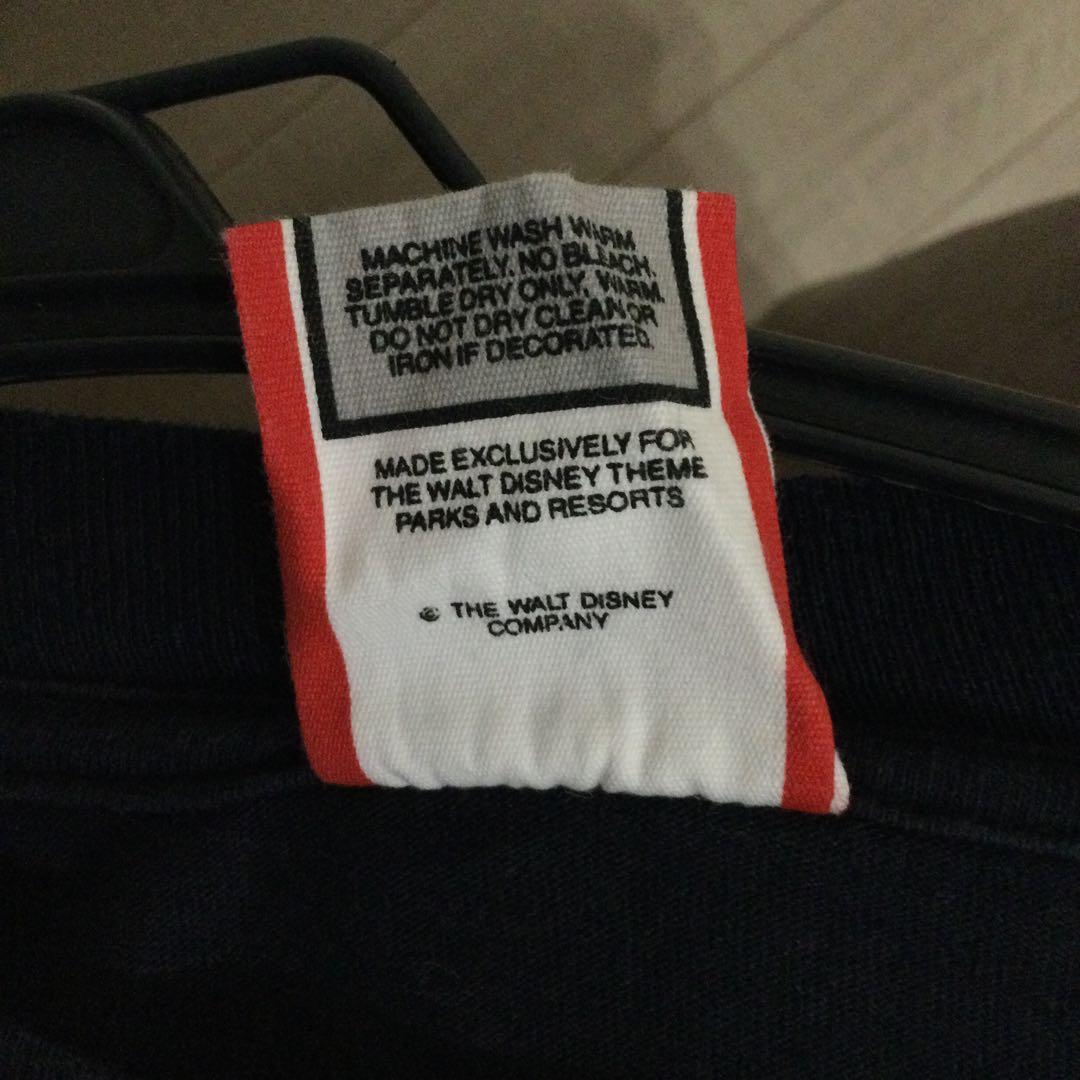 MACHINE WASH WARM
SEPARATELY. NO BLEACH.
TUMBLE DRY ONLY, WARM.
DO NOT DRY CLEAN OR
IRON IF DECORATED.
MADE EXCLUSIVELY FOR
THE WALT DISNEY THEME
PARKS AND RESORTS
© THE WALT DISNEY
COMPANY